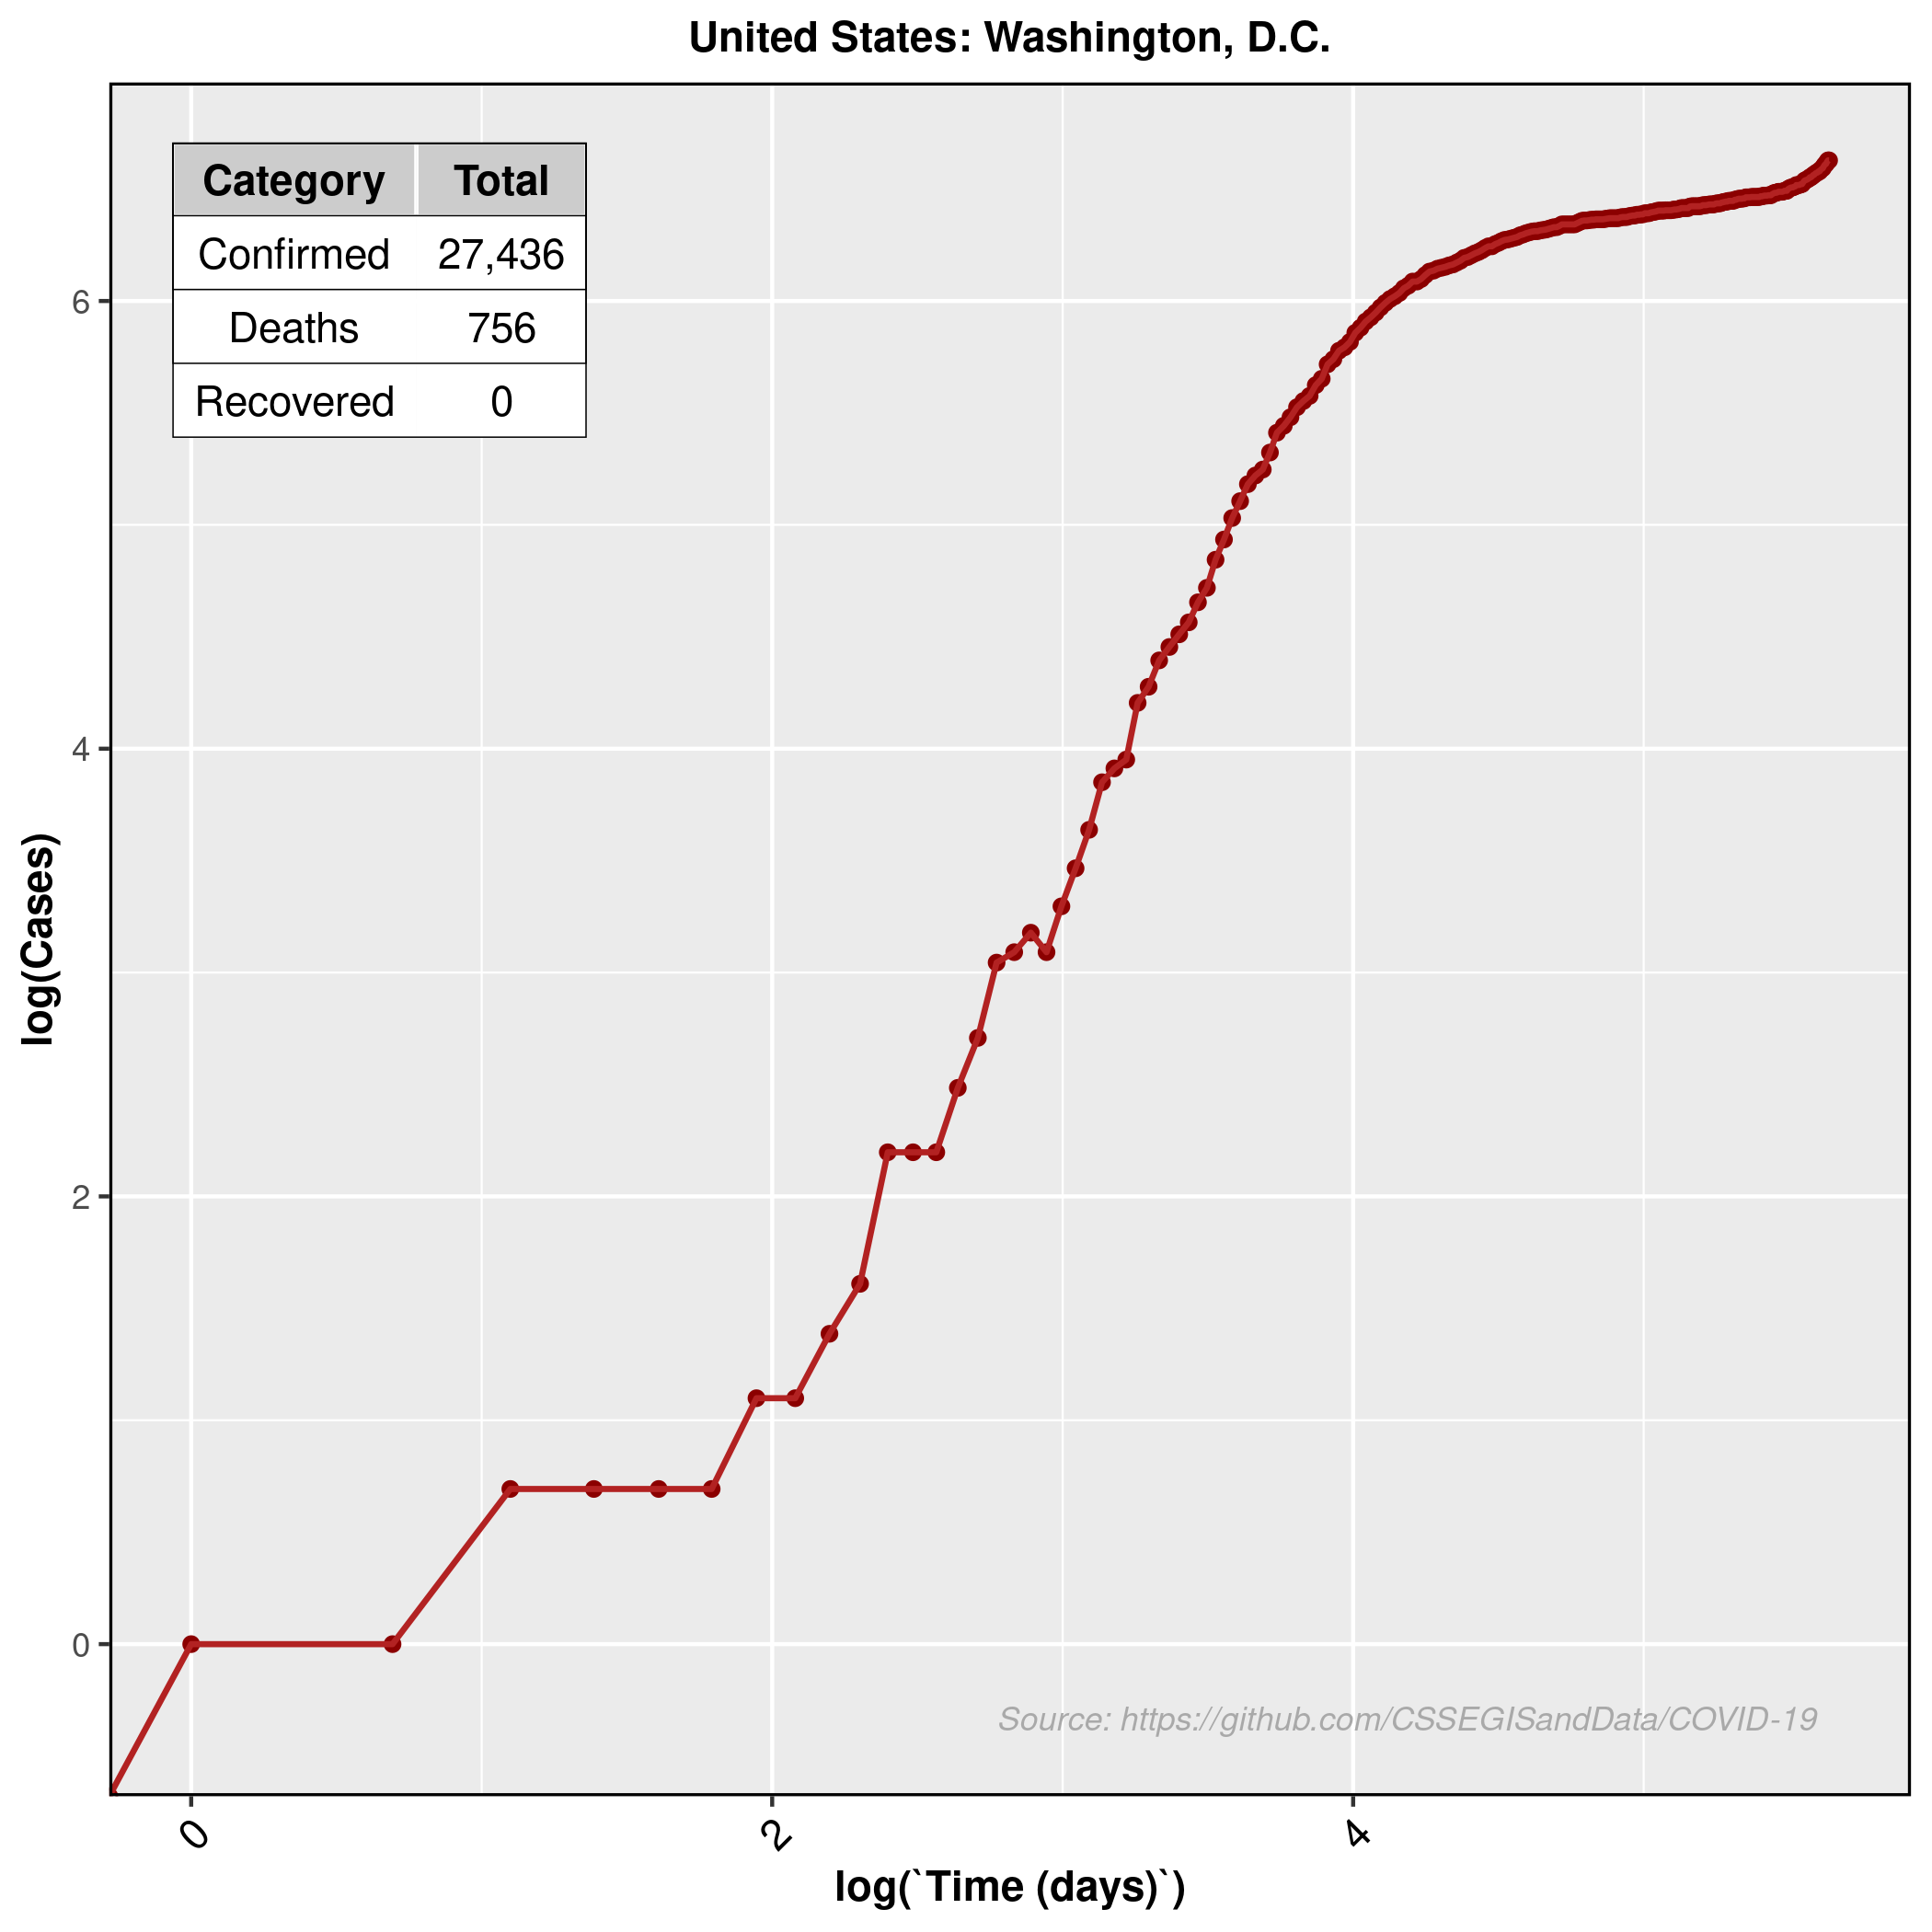 United States: Washington, D.C.
Category Total
Confirmed 27,436
Deaths 756
Recovered 0
6
4
2
0
log(Cases)
Source: https://github.com/CSSEGISandData/COVID-19
0 2 4
log(`Time (days)`)